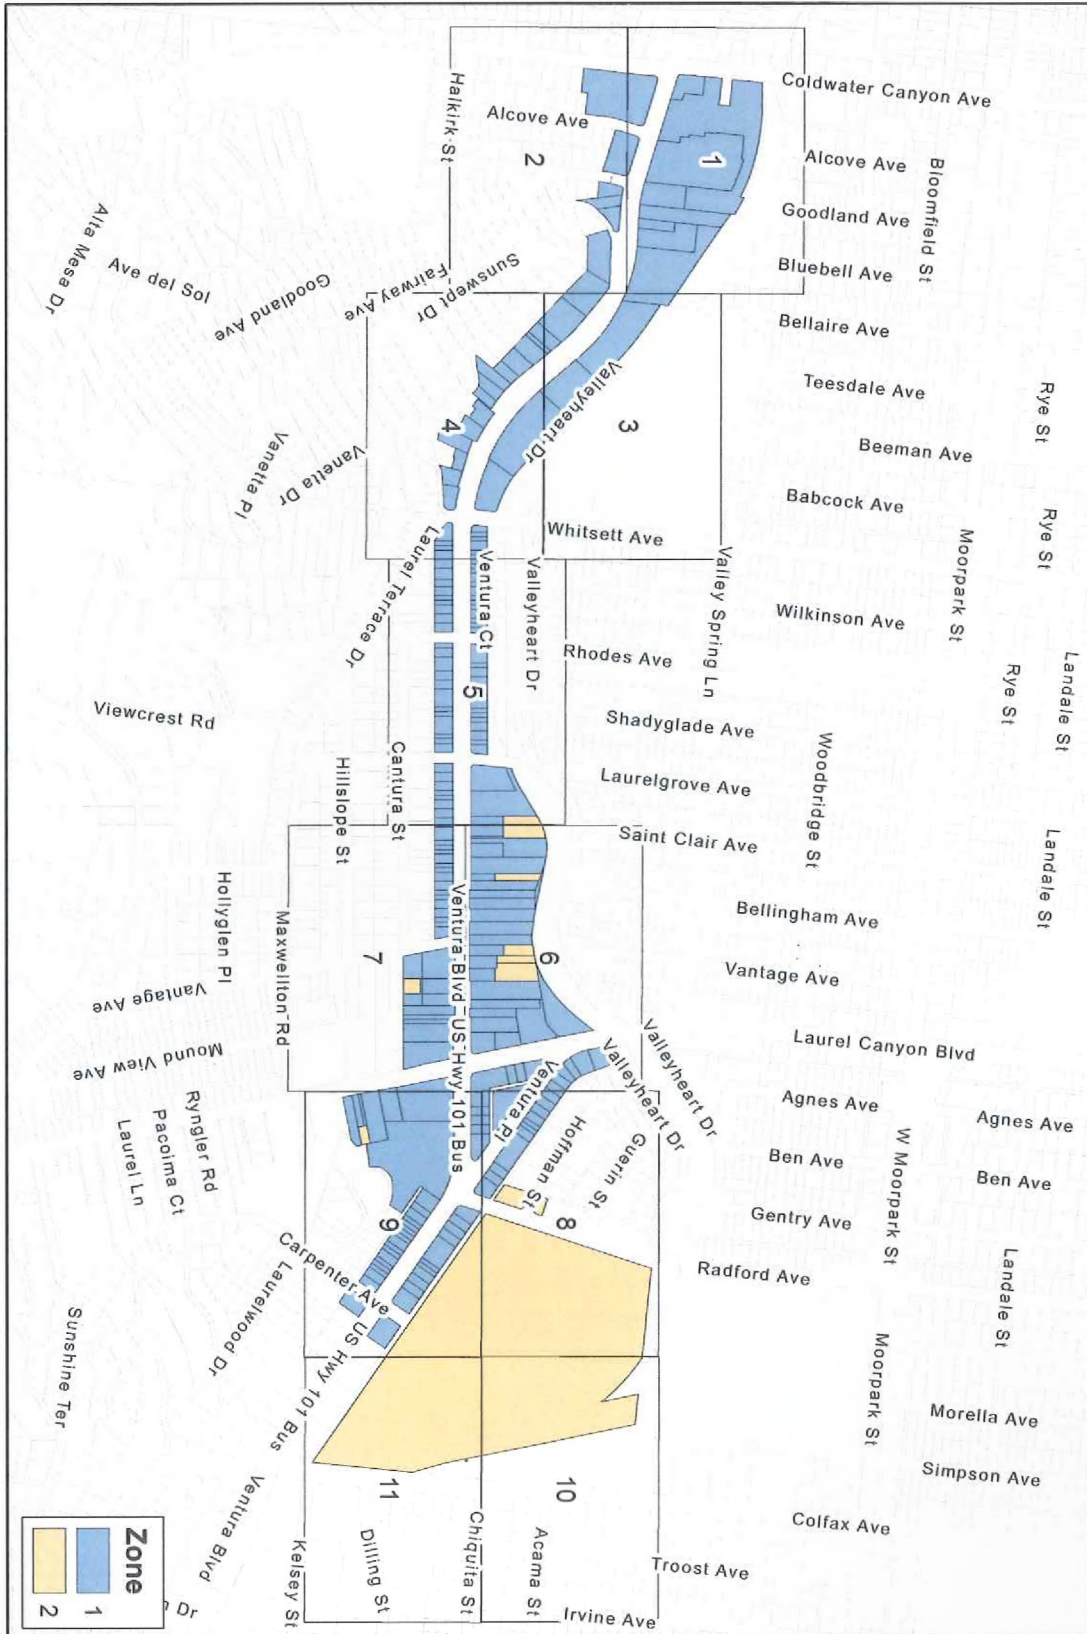 Coldwater Canyon Ave
Alcove Ave
Goodland Ave
Bluebell Ave
Bloomfield St
Bellaire Ave
Teesdale Ave
Beeman Ave
Babcock Ave
Rye St
Rye St
Moorpark St
Wilkinson Ave
Rye St
Landale St
Halkirk St
Alcove Ave
2
1
Sunswept Dr
Fairway Ave
Goodland Ave
Ave del Sol
Alta Mesa Dr
Valleyheart Dr
3
4
Vanetta Dr
Vanetta Pl
Whitsett Ave
Valley Spring Ln
Laurel Terrace Dr
Ventura Ct
Valleyheart Dr
Rhodes Ave
5
Shadyglade Ave
Laurelgrove Ave
Woodbridge St
Viewcrest Rd
Cantura St
Hillslope St
Saint Clair Ave
Landale St
Bellingham Ave
Vantage Ave
Hollyglen Pl
Maxwellton Rd
7
Ventura Blvd
US Hwy 101 Bus
6
Vantage Ave
Mound View Ave
Laurel Canyon Blvd
Valleyheart Dr
Valleyheart Dr
Agnes Ave
Agnes Ave
Ben Ave
Ben Ave
W Moorpark St
Gentry Ave
Ryngler Rd
Pacoima Ct
Laurel Ln
Ventura Pl
Hoffman St
Guerin St
8
9
Radford Ave
Landale St
Carpenter Ave
Laurelwood Dr
US Hwy 101 Bus
Sunshine Ter
Moorpark St
Morella Ave
Simpson Ave
Colfax Ave
11
10
Ventura Blvd
Kelsey St
Dilling St
Chiquita St
Acama St
Troost Ave
Irvine Ave
Dr
Zone
1
2